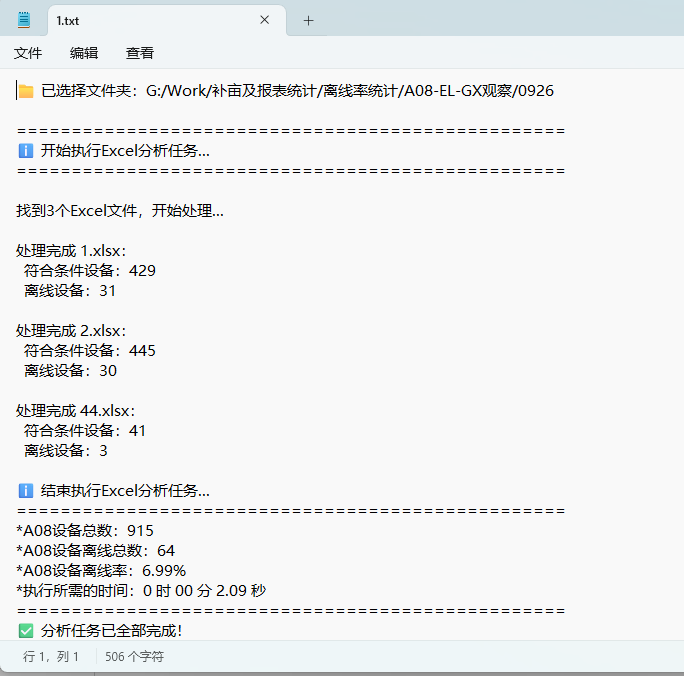 1.txt
文件 编辑 查看
📁 已选择文件夹：G:/Work/补亩及报表统计/离线率统计/A08-EL-GX观察/0926
==================================================
ℹ️ 开始执行Excel分析任务...
==================================================
找到3个Excel文件，开始处理...
处理完成 1.xlsx：
符合条件设备：429
离线设备：31
处理完成 2.xlsx：
符合条件设备：445
离线设备：30
处理完成 44.xlsx：
符合条件设备：41
离线设备：3
ℹ️ 结束执行Excel分析任务...
==================================================
*A08设备总数：915
*A08设备离线总数：64
*A08设备离线率：6.99%
*执行所需的时间：0 时 00 分 2.09 秒
==================================================
✅ 分析任务已全部完成！
行 1，列 1 506 个字符